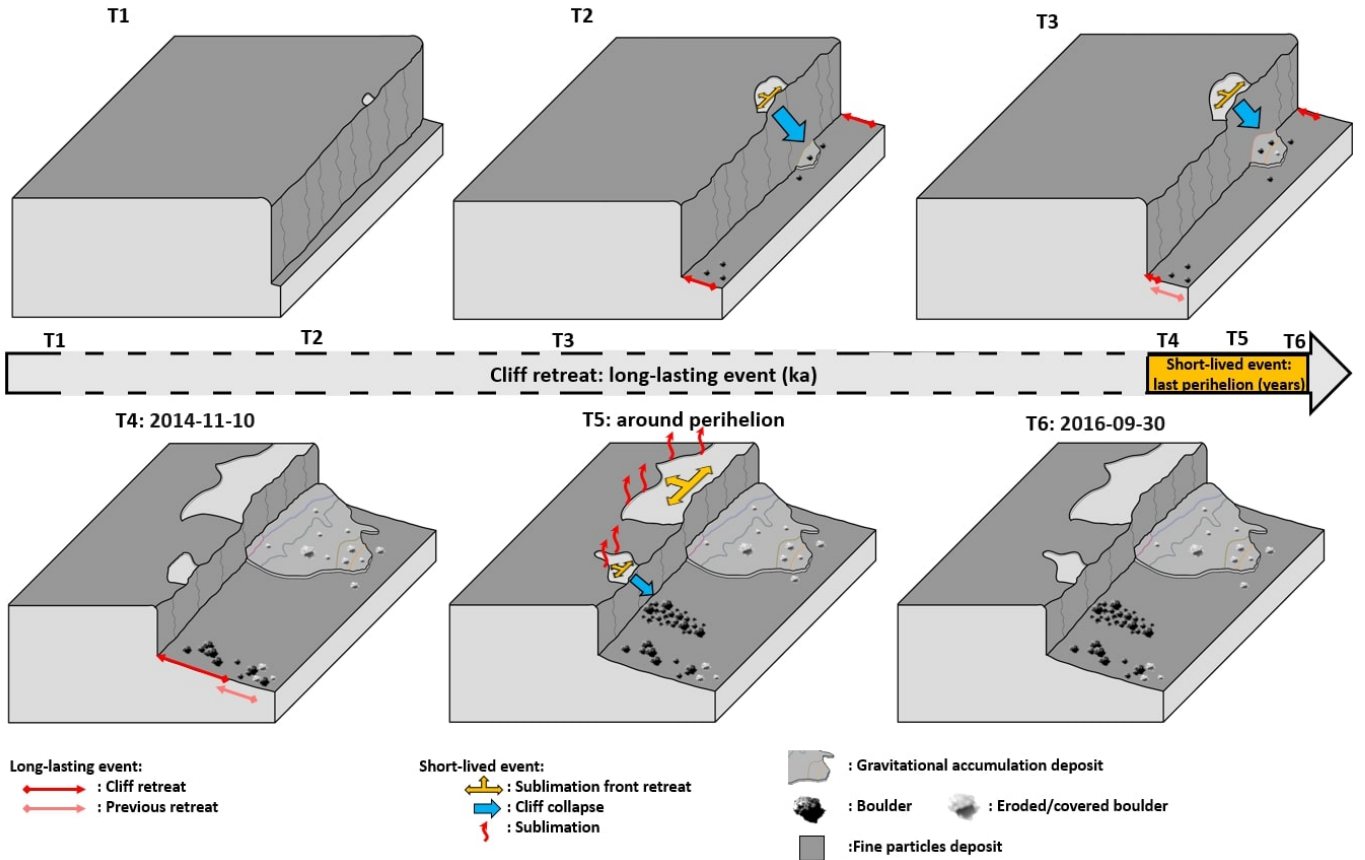 T1
T2
T3
T1
T2
T3
T4
T5
T6
Cliff retreat: long-lasting event (ka)
Short-lived event:
last perihelion (years)
T4: 2014-11-10
T5: around perihelion
T6: 2016-09-30
Long-lasting event:
: Cliff retreat
: Previous retreat
Short-lived event:
: Sublimation front retreat
: Cliff collapse
: Sublimation
: Gravitational accumulation deposit
: Boulder
: Eroded/covered boulder
:Fine particles deposit